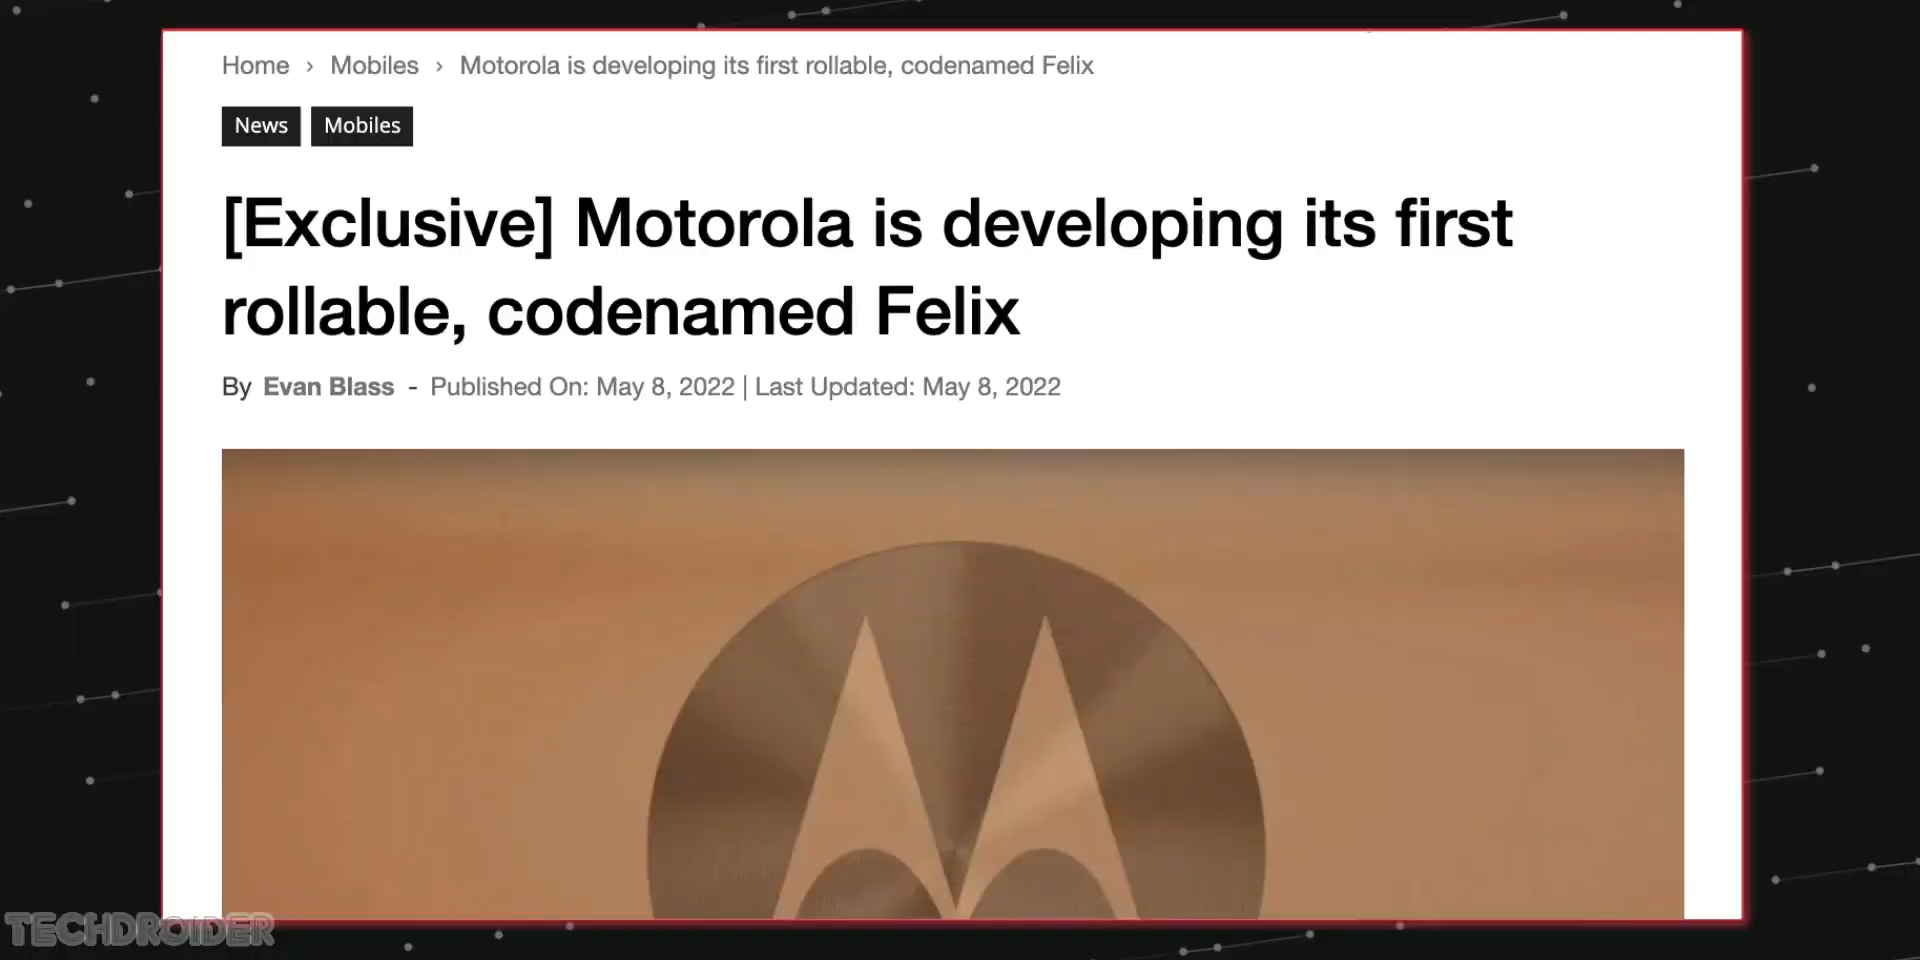 Home › Mobiles › Motorola is developing its first rollable, codenamed Felix
News Mobiles
[Exclusive] Motorola is developing its first
rollable, codenamed Felix
By Evan Blass - Published On: May 8, 2022 | Last Updated: May 8, 2022
TECHDROIDER